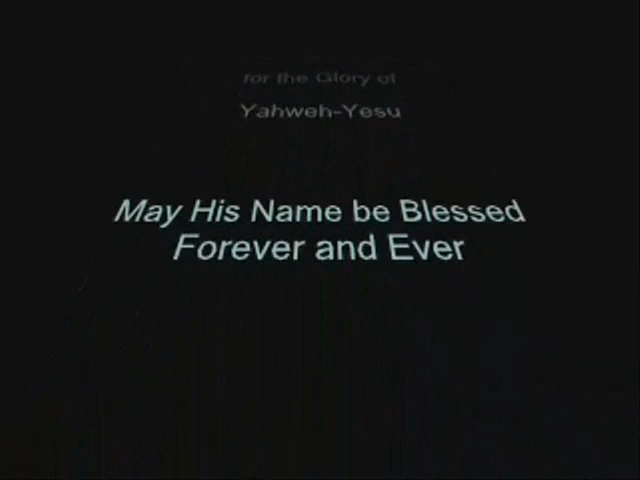 for the Glory of
Yahweh-Yesu
May His Name be Blessed
Forever and Ever